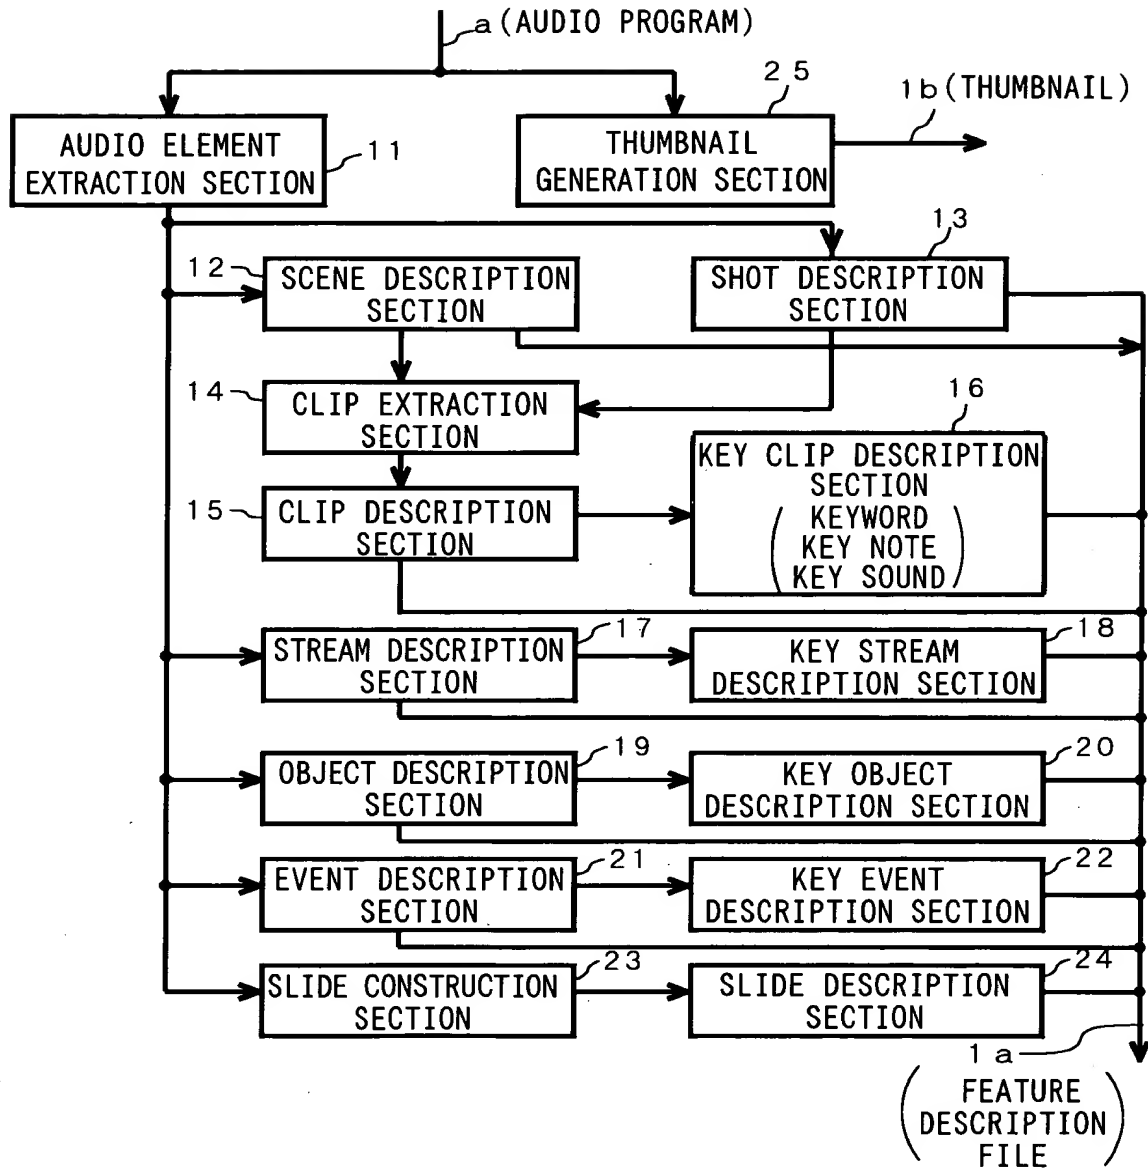 a (AUDIO PROGRAM)
25
1b (THUMBNAIL)
AUDIO ELEMENT
EXTRACTION SECTION
11
THUMBNAIL
GENERATION SECTION
13
12
SCENE DESCRIPTION
SECTION
SHOT DESCRIPTION
SECTION
14
CLIP EXTRACTION
SECTION
16
KEY CLIP DESCRIPTION
SECTION
(KEYWORD
KEY NOTE
KEY SOUND)
15
CLIP DESCRIPTION
SECTION
17
STREAM DESCRIPTION
SECTION
18
KEY STREAM
DESCRIPTION SECTION
19
OBJECT DESCRIPTION
SECTION
20
KEY OBJECT
DESCRIPTION SECTION
21
EVENT DESCRIPTION
SECTION
22
KEY EVENT
DESCRIPTION SECTION
23
SLIDE CONSTRUCTION
SECTION
24
SLIDE DESCRIPTION
SECTION
1a
(FEATURE
DESCRIPTION
FILE)